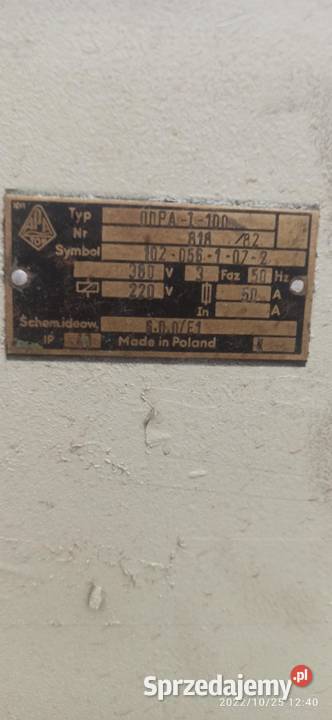 Typ OOPA-1-100
Nr 818 /82
Symbol 102-056-1-07-2
380 V 3 Faz 50 Hz
220 V 50 A
In A
Schem.ideow. 6.0.0/E1
IP Made in Poland
Sprzedajemy.pl
2022/10/25 12:40